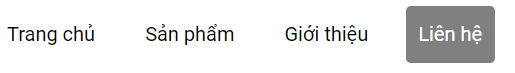 Trang chủ Sản phẩm Giới thiệu Liên hệ